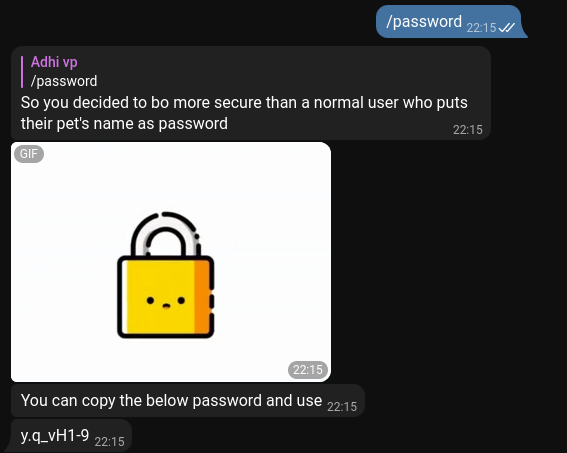 /password 22:15
Adhi vp
/password
So you decided to bo more secure than a normal user who puts
their pet's name as password
22:15
GIF
22:15
You can copy the below password and use 22:15
y.q_vH1-9 22:15